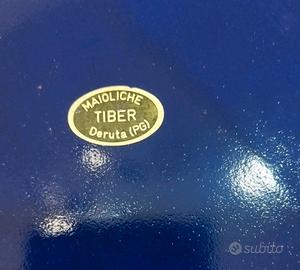 MAIOLICHE
TIBER
Deruta (PG)
subito